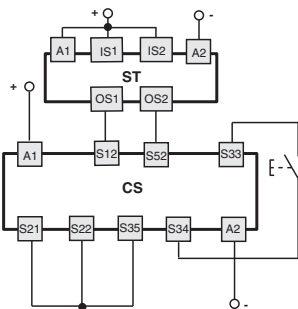 + -
A1 IS1 IS2 A2
ST
+ OS1 OS2
A1 S12 S52 S33
CS
S21 S22 S35 S34 A2
-